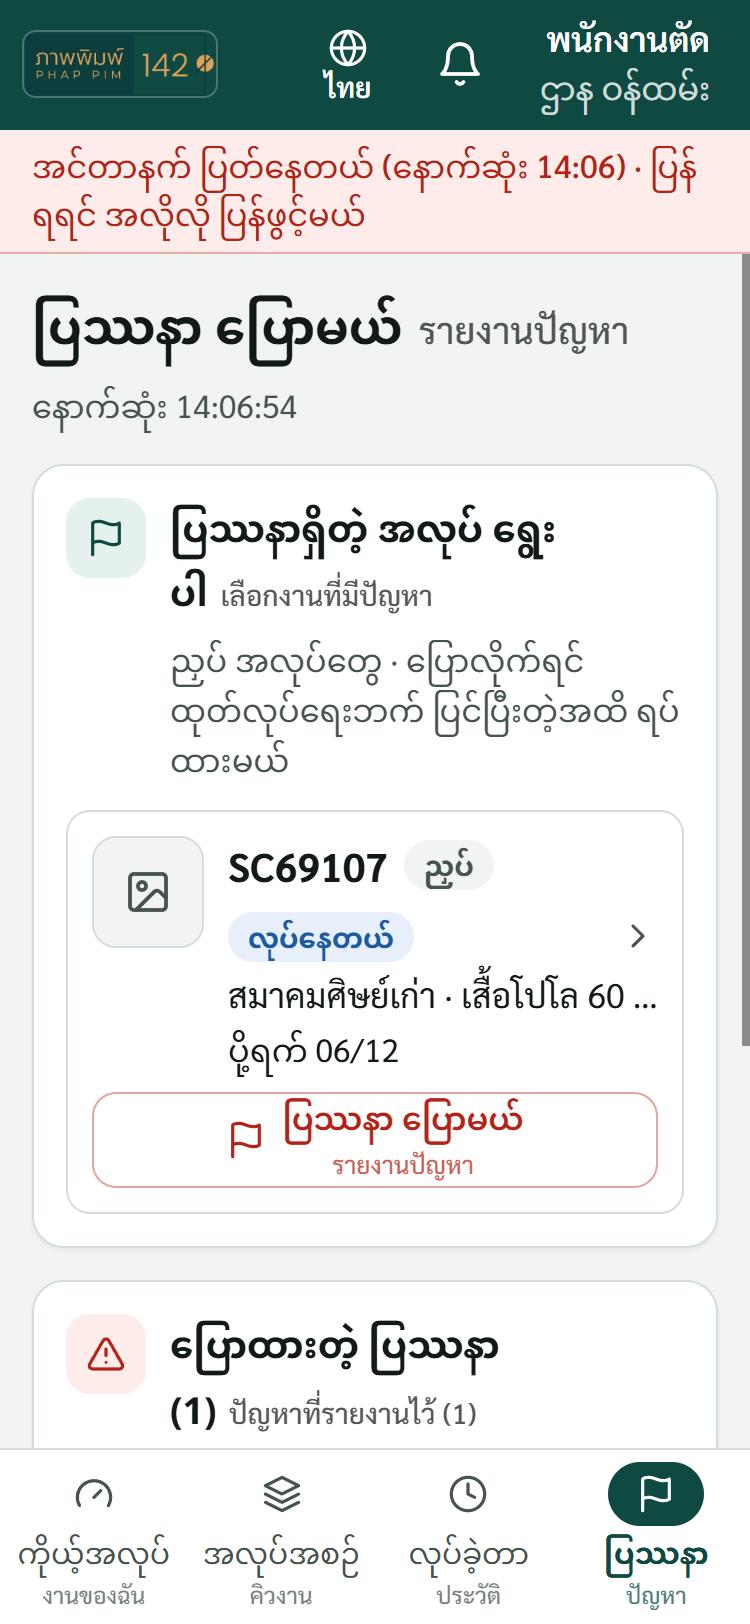 ภาพพิมพ์
PHAP PIM
142
ไทย
พนักงานตัด
ဌာန ဝန်ထမ်း
အင်တာနက် ပြတ်နေတယ် (နောက်ဆုံး 14:06) · ပြန်
ရရင် အလိုလို ပြန်ဖွင့်မယ်
ပြဿနာ ပြောမယ် รายงานปัญหา
နောက်ဆုံး 14:06:54
ပြဿနာရှိတဲ့ အလုပ် ရွေး
ပါ เลือกงานที่มีปัญหา
ညှပ် အလုပ်တွေ · ပြောလိုက်ရင်
ထုတ်လုပ်ရေးဘက် ပြင်ပြီးတဲ့အထိ ရပ်
ထားမယ်
SC69107 ညှပ်
လုပ်နေတယ်
สมาคมศิษย์เก่า · เสื้อโปโล 60 ...
ပို့ရက် 06/12
ပြဿနာ ပြောမယ်
รายงานปัญหา
ပြောထားတဲ့ ပြဿနာ
(1) ปัญหาที่รายงานไว้ (1)
ကိုယ့်အလုပ်
งานของฉัน
အလုပ်အစဉ်
คิวงาน
လုပ်ခဲ့တာ
ประวัติ
ပြဿနာ
ปัญหา